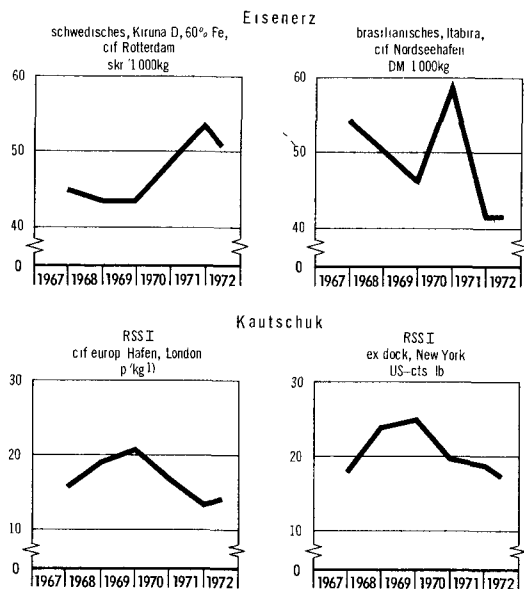 Eisenerz
schwedisches, Kiruna D, 60% Fe,
cif Rotterdam
skr '1000kg
60
50
40
0
1967 1968 1969 1970 1971 1972
brasilianisches, Itabira,
cif Nordseehafen
DM 1000kg
60
50
40
0
1967 1968 1969 1970 1971 1972
Kautschuk
RSS I
cif europ Hafen, London
p'kg 1)
30
20
10
0
1967 1968 1969 1970 1971 1972
RSS I
ex dock, New York
US-cts lb
30
20
10
0
1967 1968 1969 1970 1971 1972